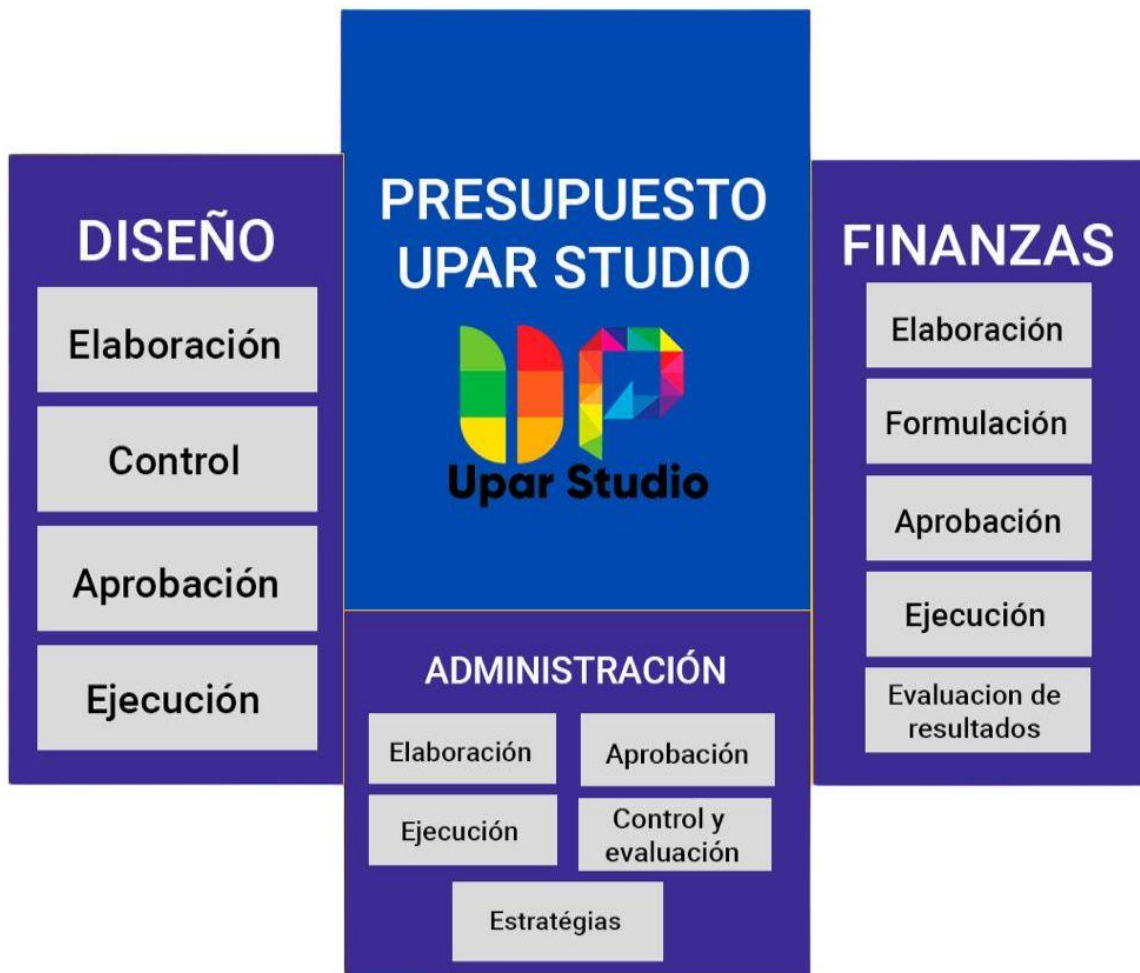 PRESUPUESTO
UPAR STUDIO
UP
Upar Studio
DISEÑO
Elaboración
Control
Aprobación
Ejecución
FINANZAS
Elaboración
Formulación
Aprobación
Ejecución
Evaluacion de
resultados
ADMINISTRACIÓN
Elaboración
Aprobación
Ejecución
Control y
evaluación
Estratégias